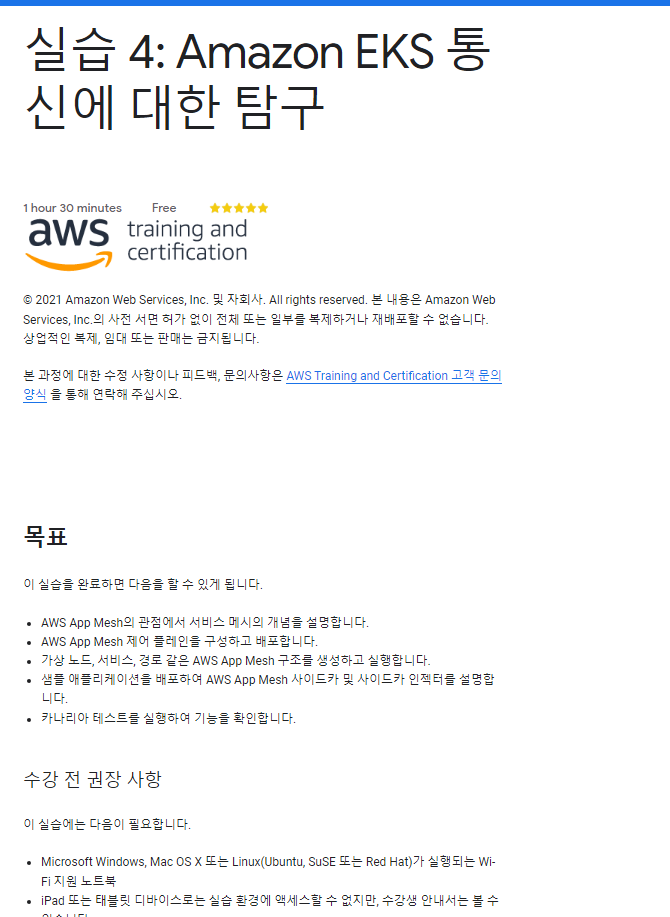 실습 4: Amazon EKS 통
신에 대한 탐구
1 hour 30 minutes Free
aws training and
certification
© 2021 Amazon Web Services, Inc. 및 자회사. All rights reserved. 본 내용은 Amazon Web
Services, Inc.의 사전 서면 허가 없이 전체 또는 일부를 복제하거나 재배포할 수 없습니다.
상업적인 복제, 임대 또는 판매는 금지됩니다.
본 과정에 대한 수정 사항이나 피드백, 문의사항은 AWS Training and Certification 고객 문의
양식 을 통해 연락해 주십시오.
목표
이 실습을 완료하면 다음을 할 수 있게 됩니다.
• AWS App Mesh의 관점에서 서비스 메시의 개념을 설명합니다.
• AWS App Mesh 제어 플레인을 구성하고 배포합니다.
• 가상 노드, 서비스, 경로 같은 AWS App Mesh 구조를 생성하고 실행합니다.
• 샘플 애플리케이션을 배포하여 AWS App Mesh 사이드카 및 사이드카 인젝터를 설명합
니다.
• 카나리아 테스트를 실행하여 기능을 확인합니다.
수강 전 권장 사항
이 실습에는 다음이 필요합니다.
• Microsoft Windows, Mac OS X 또는 Linux(Ubuntu, SuSE 또는 Red Hat)가 실행되는 Wi-
Fi 지원 노트북
• iPad 또는 태블릿 디바이스로는 실습 환경에 액세스할 수 없지만, 수강생 안내서는 볼 수